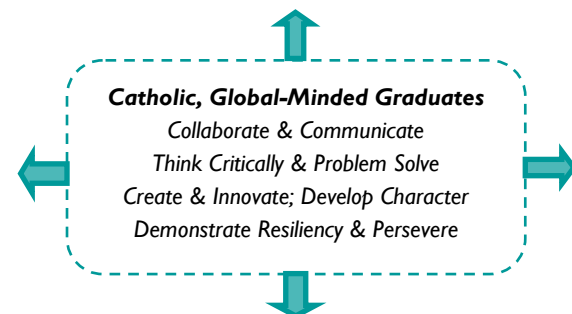 Catholic, Global-Minded Graduates
Collaborate & Communicate
Think Critically & Problem Solve
Create & Innovate; Develop Character
Demonstrate Resiliency & Persevere